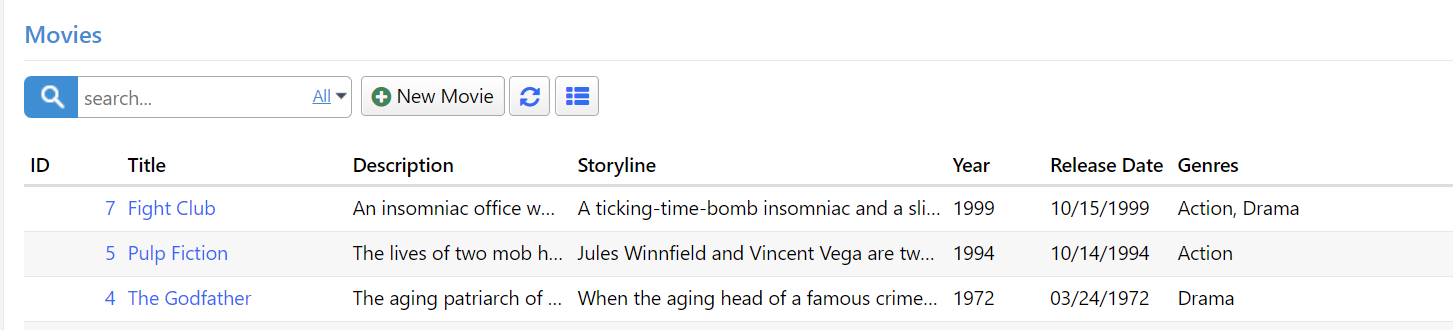 Movies
search... All
New Movie
ID Title Description Storyline Year Release Date Genres
7 Fight Club An insomniac office w... A ticking-time-bomb insomniac and a sli... 1999 10/15/1999 Action, Drama
5 Pulp Fiction The lives of two mob h... Jules Winnfield and Vincent Vega are tw... 1994 10/14/1994 Action
4 The Godfather The aging patriarch of ... When the aging head of a famous crime... 1972 03/24/1972 Drama